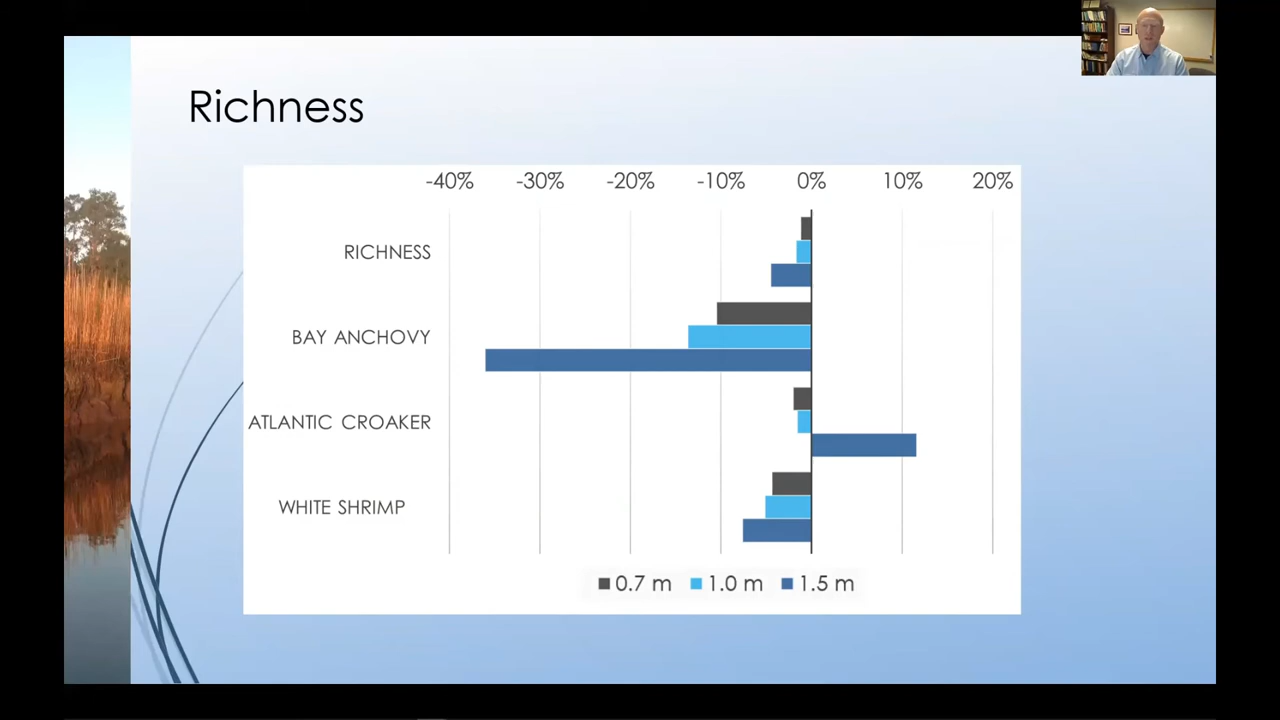 Richness
-40% -30% -20% -10% 0% 10% 20%
RICHNESS
BAY ANCHOVY
ATLANTIC CROAKER
WHITE SHRIMP
0.7 m 1.0 m 1.5 m